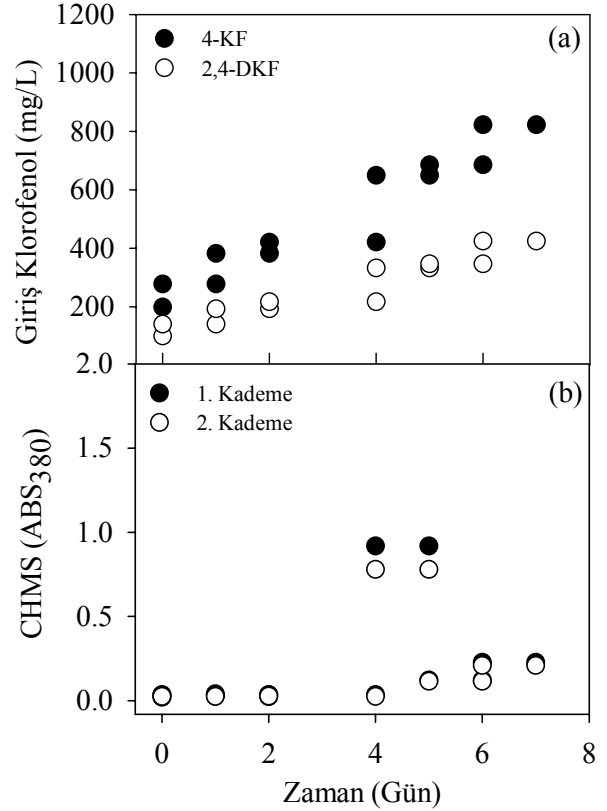 1200
(a)
4-KF
2,4-DKF
1000
800
600
400
200
Giriş Klorofenol (mg/L)
2.0
(b)
1. Kademe
2. Kademe
1.5
1.0
0.5
0.0
CHMS (ABS380)
0 2 4 6 8
Zaman (Gün)